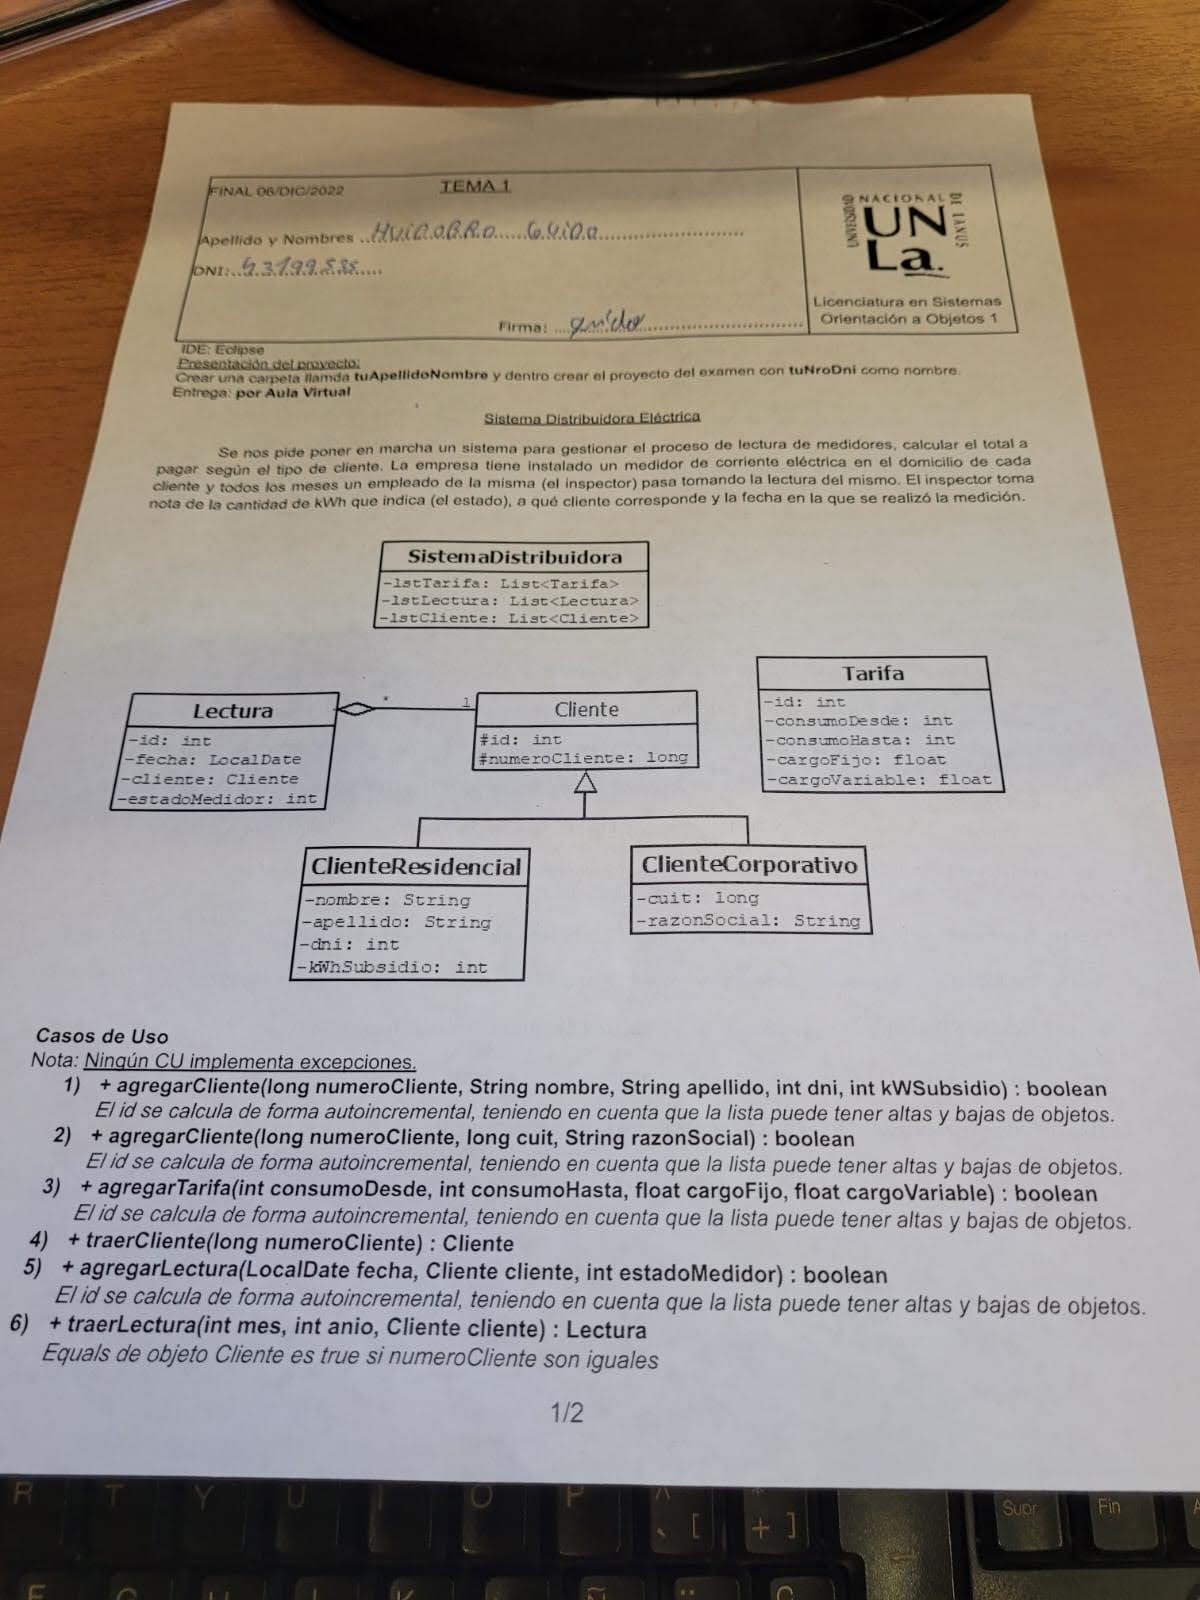 FINAL 06/DIC/2022
TEMA 1
Apellido y Nombres HUIDOBRO GUIDO
DNI:
Firma: guido
UNIVERSIDAD NACIONAL DE LANUS
UNLa.
Licenciatura en Sistemas
Orientación a Objetos 1
IDE: Eclipse
Presentación del proyecto:
Crear una carpeta llamda tuApellidoNombre y dentro crear el proyecto del examen con tuNroDni como nombre.
Entrega: por Aula Virtual
Sistema Distribuidora Eléctrica
Se nos pide poner en marcha un sistema para gestionar el proceso de lectura de medidores, calcular el total a
pagar según el tipo de cliente. La empresa tiene instalado un medidor de corriente eléctrica en el domicilio de cada
cliente y todos los meses un empleado de la misma (el inspector) pasa tomando la lectura del mismo. El inspector toma
nota de la cantidad de kWh que indica (el estado), a qué cliente corresponde y la fecha en la que se realizó la medición.
SistemaDistribuidora
-lstTarifa: List<Tarifa>
-lstLectura: List<Lectura>
-lstCliente: List<Cliente>
Lectura
-id: int
-fecha: LocalDate
-cliente: Cliente
-estadoMedidor: int
* 1
Cliente
#id: int
#numeroCliente: long
Tarifa
-id: int
-consumoDesde: int
-consumoHasta: int
-cargoFijo: float
-cargoVariable: float
ClienteResidencial
-nombre: String
-apellido: String
-dni: int
-kWhSubsidio: int
ClienteCorporativo
-cuit: long
-razonSocial: String
Casos de Uso
Nota: Ningún CU implementa excepciones.
1) + agregarCliente(long numeroCliente, String nombre, String apellido, int dni, int kWSubsidio) : boolean
El id se calcula de forma autoincremental, teniendo en cuenta que la lista puede tener altas y bajas de objetos.
2) + agregarCliente(long numeroCliente, long cuit, String razonSocial) : boolean
El id se calcula de forma autoincremental, teniendo en cuenta que la lista puede tener altas y bajas de objetos.
3) + agregarTarifa(int consumoDesde, int consumoHasta, float cargoFijo, float cargoVariable) : boolean
El id se calcula de forma autoincremental, teniendo en cuenta que la lista puede tener altas y bajas de objetos.
4) + traerCliente(long numeroCliente) : Cliente
5) + agregarLectura(LocalDate fecha, Cliente cliente, int estadoMedidor) : boolean
El id se calcula de forma autoincremental, teniendo en cuenta que la lista puede tener altas y bajas de objetos.
6) + traerLectura(int mes, int anio, Cliente cliente) : Lectura
Equals de objeto Cliente es true si numeroCliente son iguales
1/2
R T Y U I O P [ + ] Supr Fin